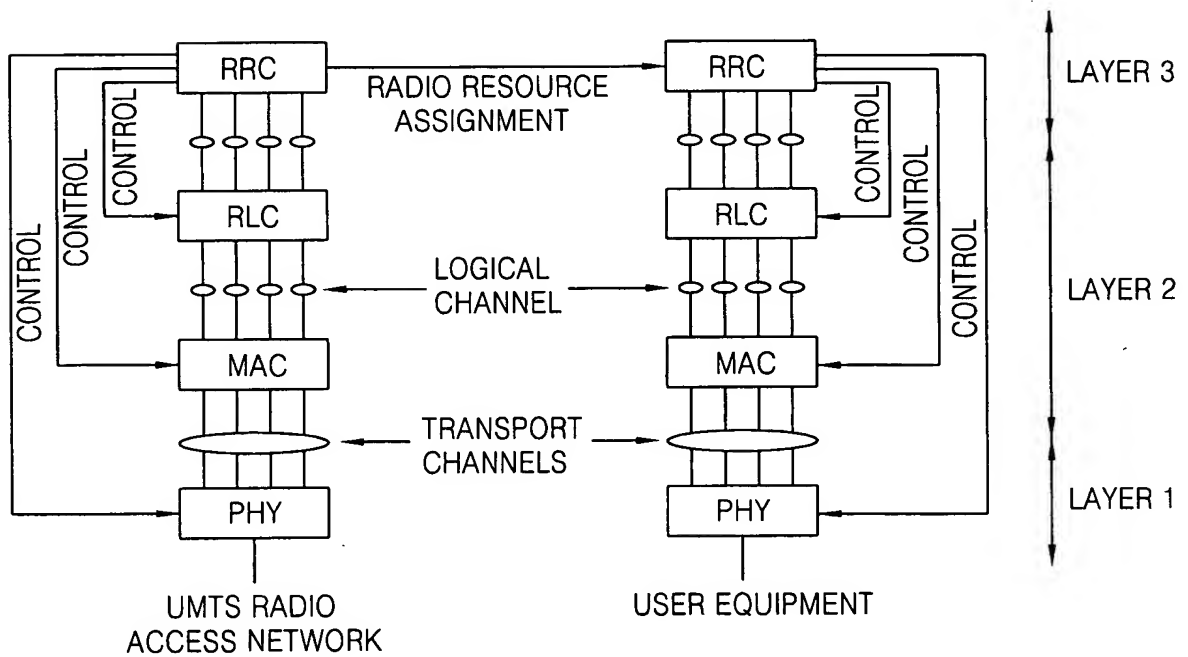 RRC
RRC
RADIO RESOURCE
ASSIGNMENT
LAYER 3
CONTROL
CONTROL
CONTROL
CONTROL
CONTROL
CONTROL
RLC
RLC
LOGICAL
CHANNEL
LAYER 2
MAC
MAC
TRANSPORT
CHANNELS
PHY
PHY
LAYER 1
UMTS RADIO
ACCESS NETWORK
USER EQUIPMENT